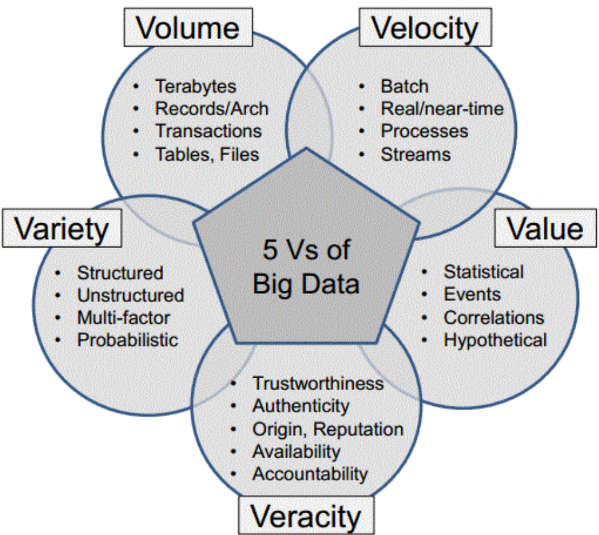 Volume
• Terabytes
• Records/Arch
• Transactions
• Tables, Files
Velocity
• Batch
• Real/near-time
• Processes
• Streams
Variety
• Structured
• Unstructured
• Multi-factor
• Probabilistic
5 Vs of
Big Data
Value
• Statistical
• Events
• Correlations
• Hypothetical
• Trustworthiness
• Authenticity
• Origin, Reputation
• Availability
• Accountability
Veracity